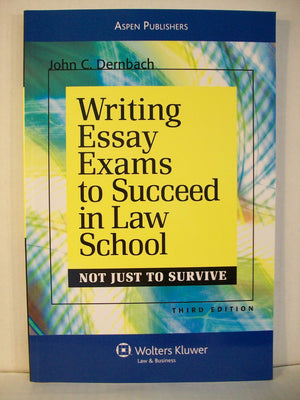 ASPEN PUBLISHERS
John C. Dernbach
Writing
Essay
Exams
to Succeed
in Law
School
NOT JUST TO SURVIVE
THIRD EDITION
Wolters Kluwer
Law & Business